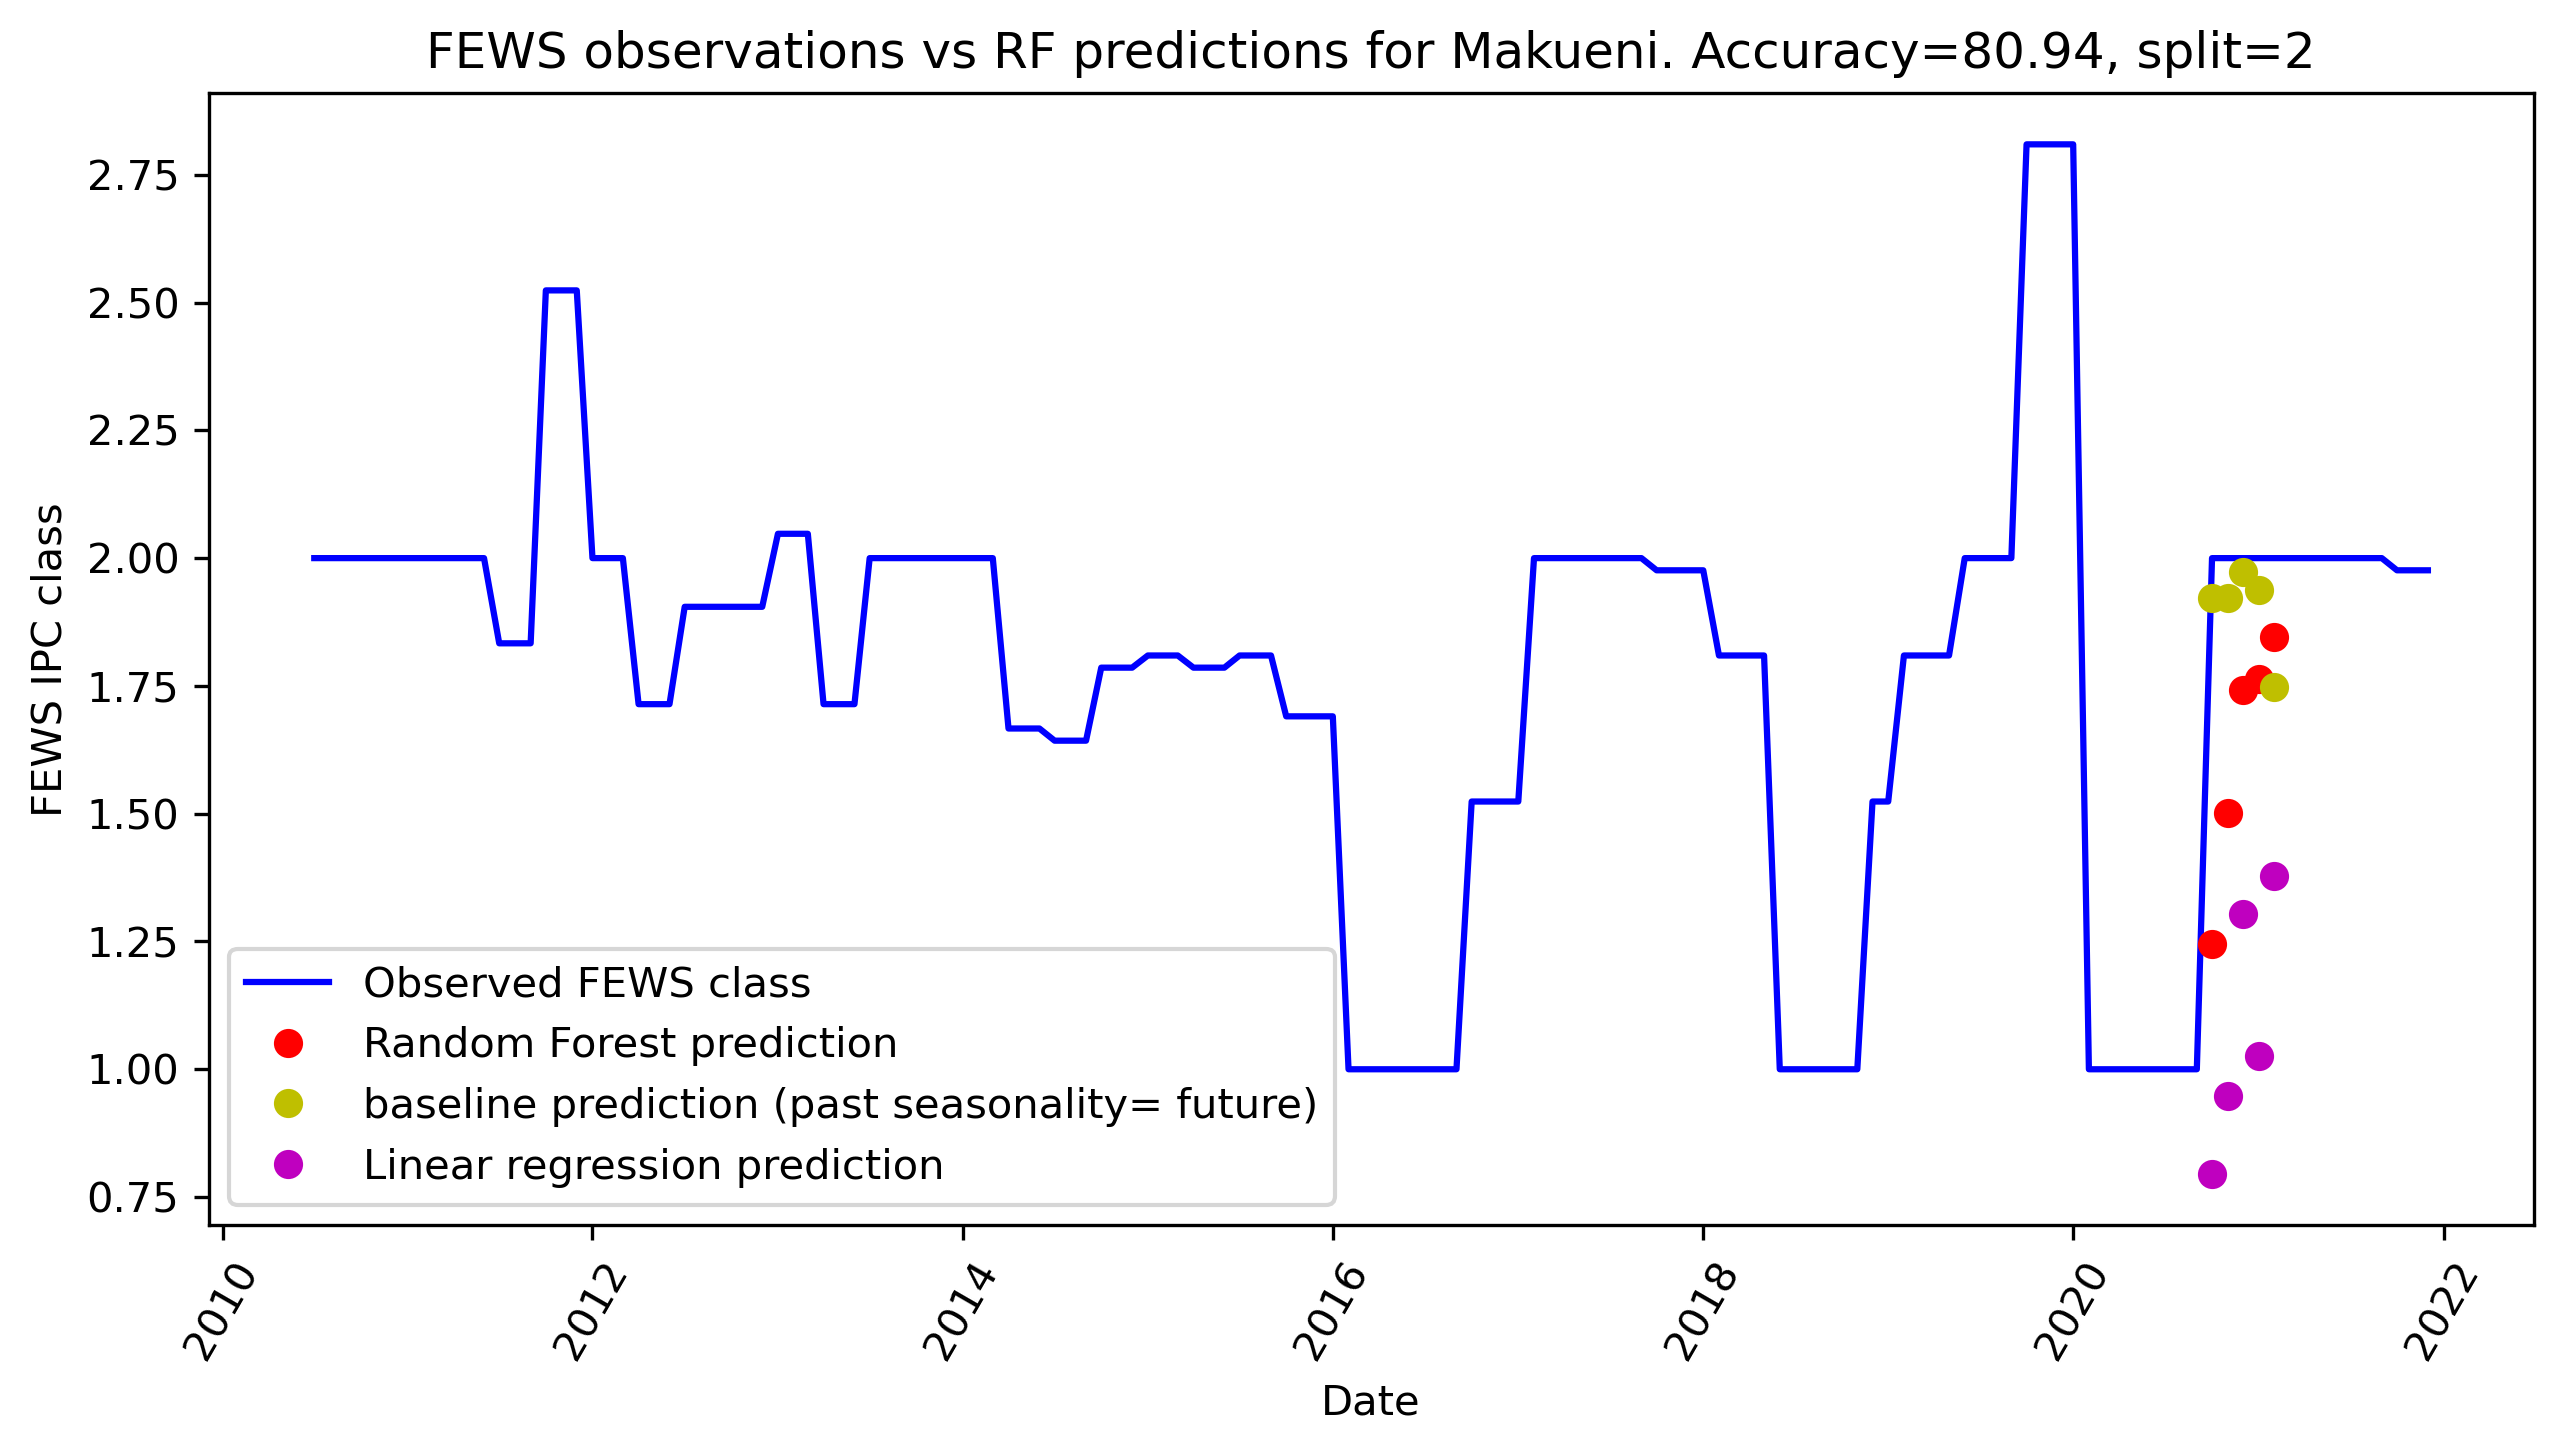 FEWS observations vs RF predictions for Makueni. Accuracy=80.94, split=2
FEWS IPC class
2.75
2.50
2.25
2.00
1.75
1.50
1.25
1.00
0.75
Observed FEWS class
Random Forest prediction
baseline prediction (past seasonality= future)
Linear regression prediction
2010
2012
2014
2016
2018
2020
2022
Date